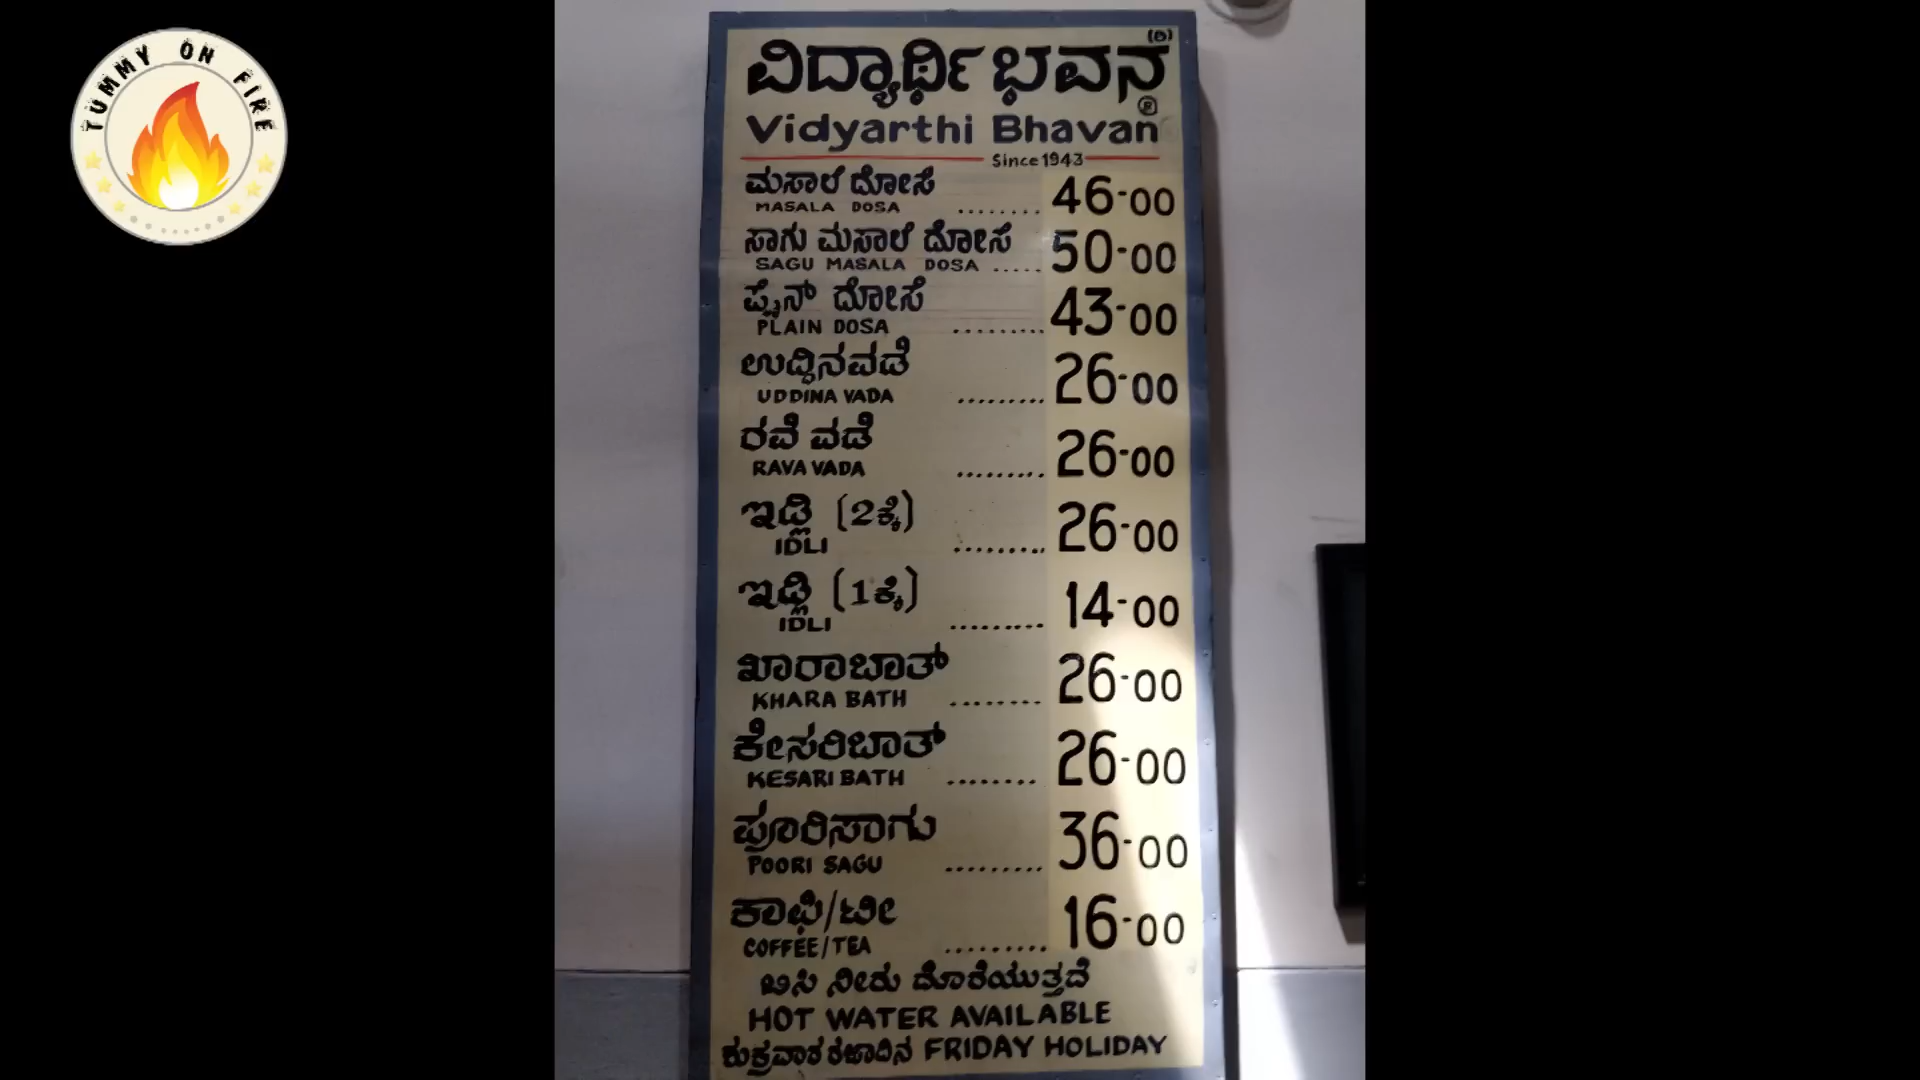 TUMMY ON FIRE
ವಿದ್ಯಾರ್ಥಿ ಭವನ (ರಿ)
Vidyarthi Bhavan ®
Since 1943
ಮಸಾಲೆ ದೋಸೆ
MASALA DOSA ........ 46-00
ಸಾಗು ಮಸಾಲೆ ದೋಸೆ
SAGU MASALA DOSA ..... 50-00
ಪ್ಲೈನ್ ದೋಸೆ
PLAIN DOSA ......... 43-00
ಉದ್ದಿನವಡೆ
UDDINA VADA ......... 26-00
ರವೆ ವಡೆ
RAVA VADA ......... 26-00
ಇಡ್ಲಿ (2ಕ್ಕೆ)
IDLI ......... 26-00
ಇಡ್ಲಿ (1ಕ್ಕೆ)
IDLI ......... 14-00
ಖಾರಾಬಾತ್
KHARA BATH ........ 26-00
ಕೇಸರಿಬಾತ್
KESARI BATH ........ 26-00
ಪೂರಿಸಾಗು
POORI SAGU ......... 36-00
ಕಾಫಿ/ಟೀ
COFFEE/TEA ......... 16-00
ಬಿಸಿ ನೀರು ದೊರೆಯುತ್ತದೆ
HOT WATER AVAILABLE
ಶುಕ್ರವಾರ ರಜಾದಿನ FRIDAY HOLIDAY